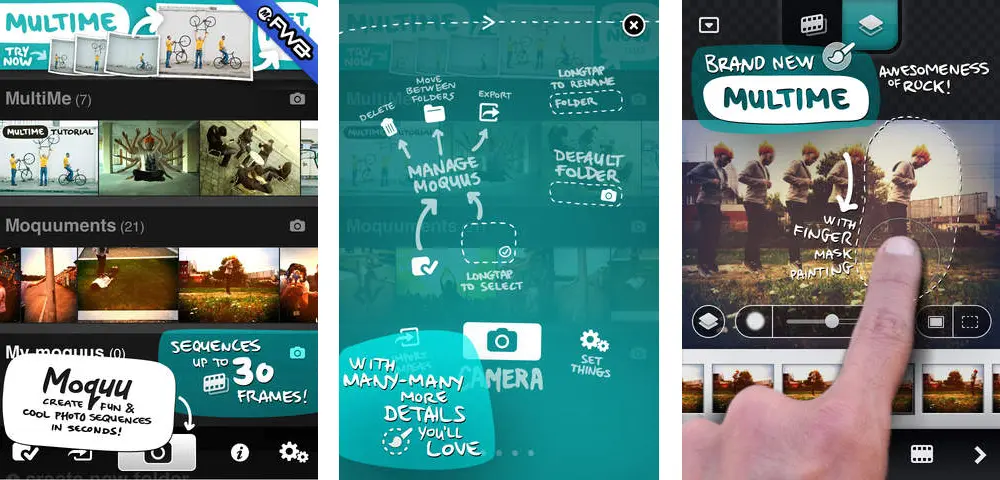 MULTIME
TRY
NOW
GET
M.FWA
MultiMe (7)
MULTIME TUTORIAL
Moquuments (21)
My moquus (0)
Moquu
CREATE FUN &
COOL PHOTO SEQUENCES
IN SECONDS!
SEQUENCES
UP TO 30
FRAMES!
create new folder
DELETE
MOVE
BETWEEN
FOLDERS
EXPORT
LONGTAP
TO RENAME
FOLDER
MANAGE
MOQUUS
DEFAULT
FOLDER
LONGTAP
TO SELECT
CAMERA
SET
THINGS
WITH
MANY-MANY
MORE
DETAILS
YOU'LL
LOVE
BRAND NEW
MULTIME
AWESOMENESS
OF ROCK!
WITH
FINGER
MASK
PAINTING